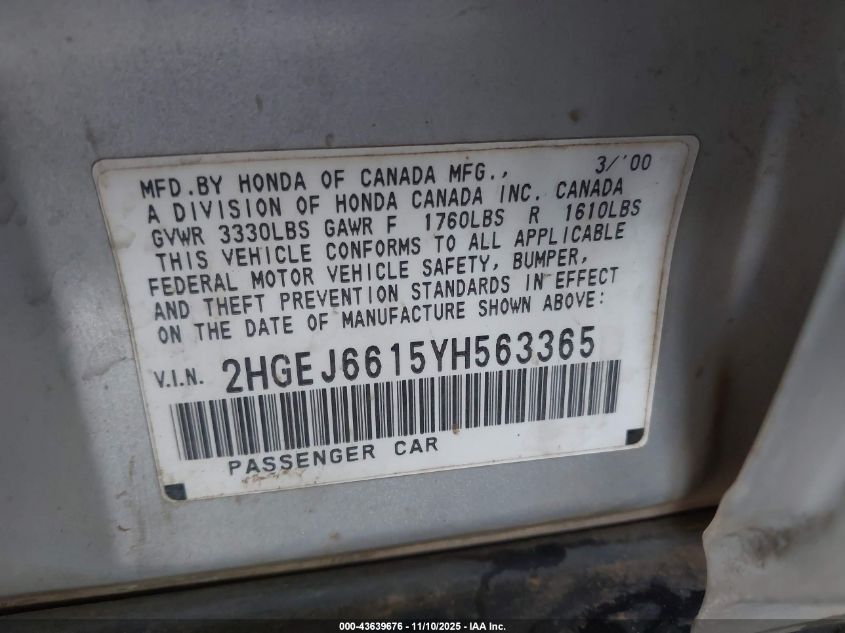 MFD.BY HONDA OF CANADA MFG., 3/'00
A DIVISION OF HONDA CANADA INC. CANADA
GVWR 3330LBS GAWR F 1760LBS R 1610LBS
THIS VEHICLE CONFORMS TO ALL APPLICABLE
FEDERAL MOTOR VEHICLE SAFETY, BUMPER,
AND THEFT PREVENTION STANDARDS IN EFFECT
ON THE DATE OF MANUFACTURE SHOWN ABOVE:
V.I.N. 2HGEJ6615YH563365
PASSENGER CAR
000-43639676 - 11/10/2025 - IAA Inc.